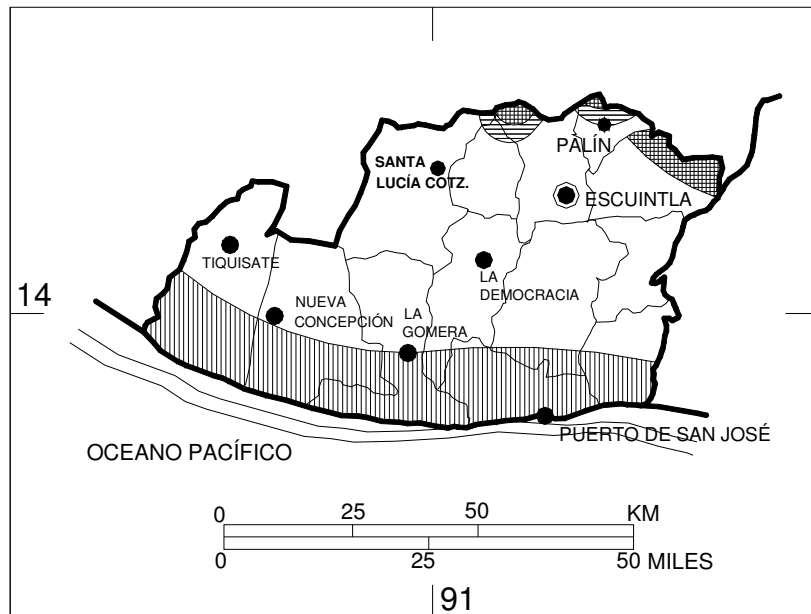 PALÍN
SANTA
LUCÍA COTZ.
ESCUINTLA
TIQUISATE
LA
DEMOCRACIA
14
NUEVA
CONCEPCIÓN
LA
GOMERA
PUERTO DE SAN JOSÉ
OCEANO PACÍFICO
0 25 50 KM
0 25 50 MILES
91